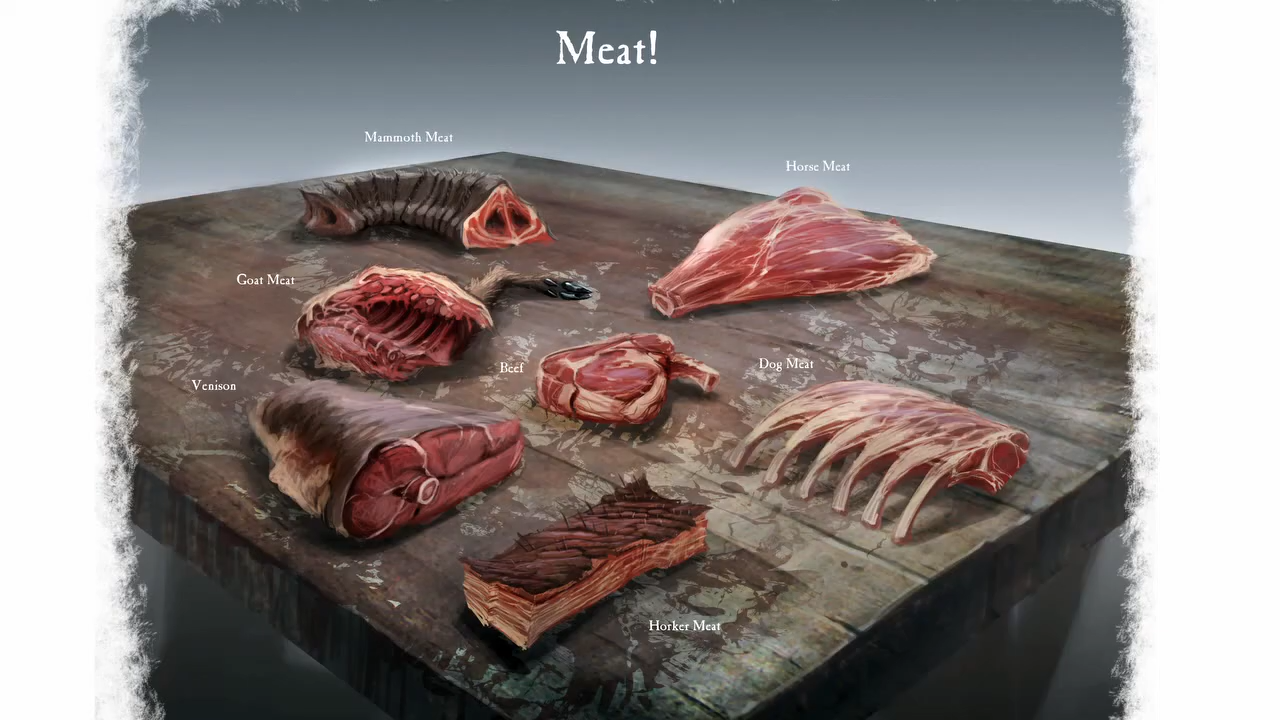 Meat!
Mammoth Meat
Horse Meat
Goat Meat
Beef
Dog Meat
Venison
Horker Meat